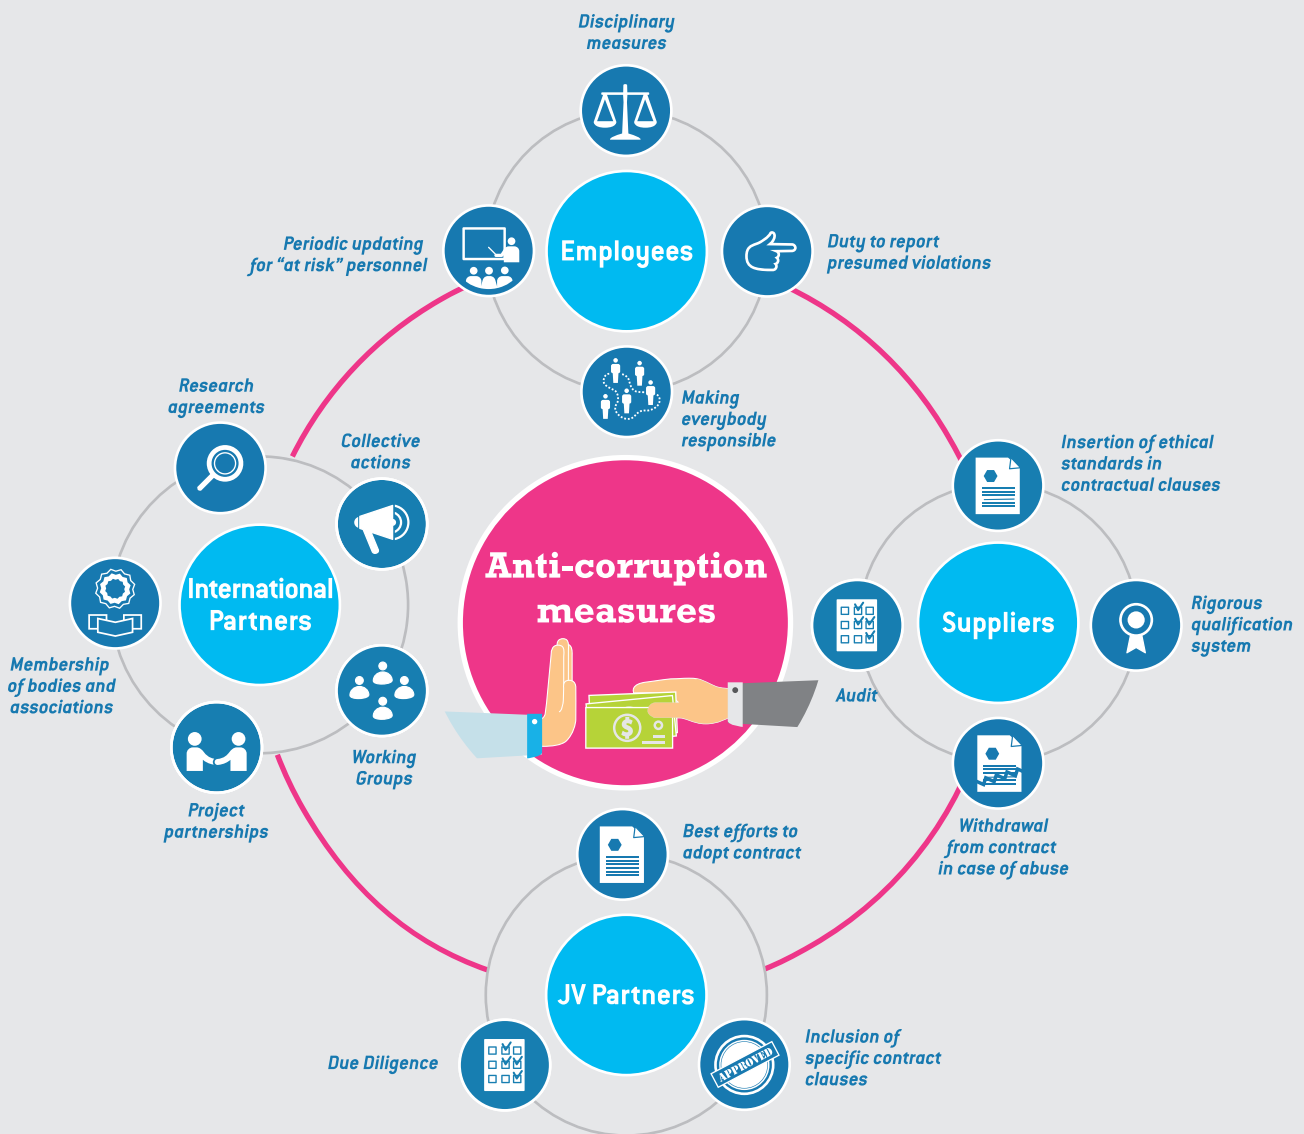 Disciplinary
measures
Employees
Periodic updating
for “at risk” personnel
Duty to report
presumed violations
Making
everybody
responsible
Research
agreements
Collective
actions
International
Partners
Membership
of bodies and
associations
Working
Groups
Project
partnerships
Anti-corruption
measures
$
Insertion of ethical
standards in
contractual clauses
Suppliers
Rigorous
qualification
system
Audit
Withdrawal
from contract
in case of abuse
Best efforts to
adopt contract
JV Partners
Due Diligence
APPROVED
Inclusion of
specific contract
clauses